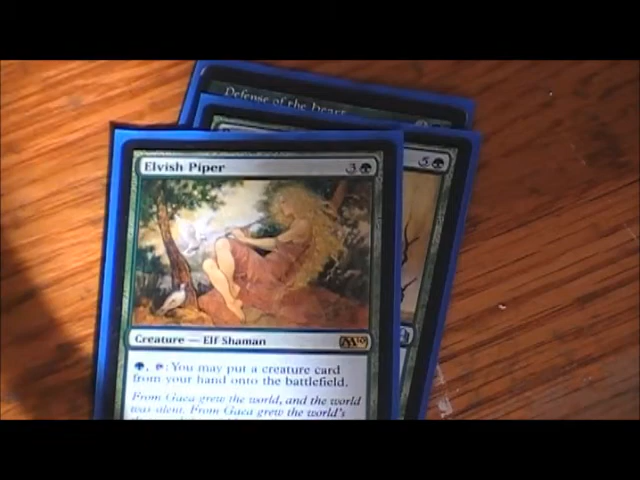 Defense of the Heart
5
Elvish Piper
3
Creature — Elf Shaman
M10
, : You may put a creature card
from your hand onto the battlefield.
From Gaea grew the world, and the world
was silent. From Gaea grew the world's